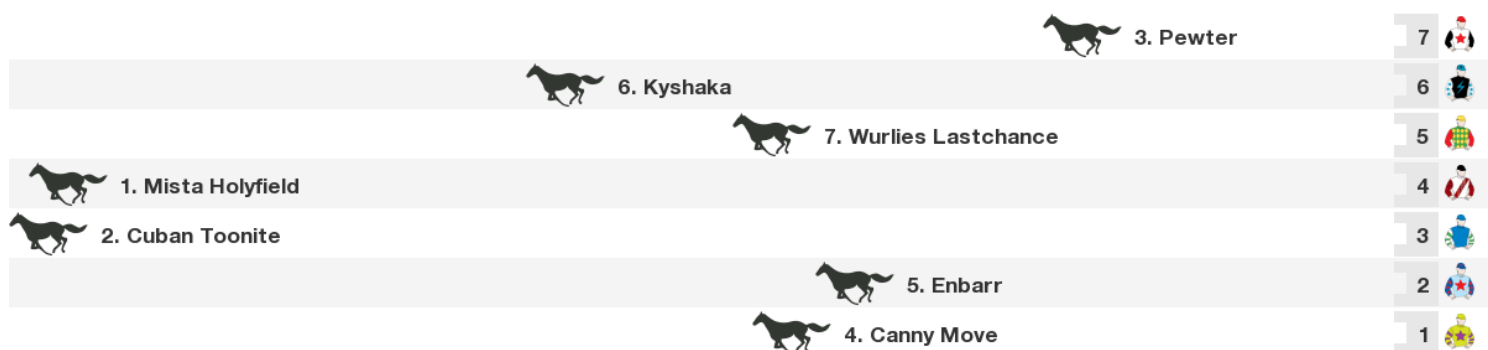 3. Pewter 7
6. Kyshaka 6
7. Wurlies Lastchance 5
1. Mista Holyfield 4
2. Cuban Toonite 3
5. Enbarr 2
4. Canny Move 1